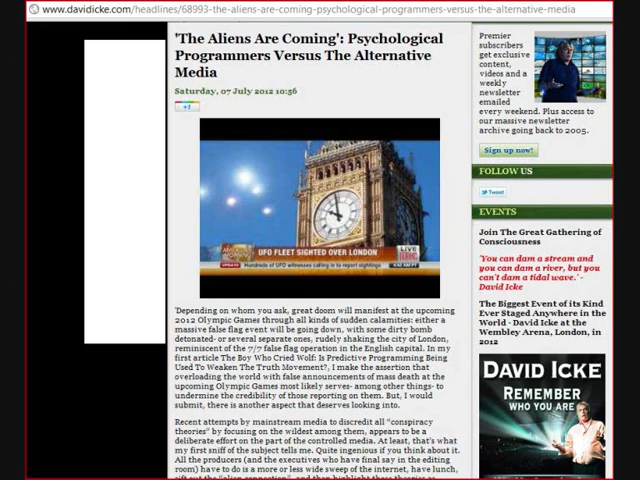 www.davidicke.com/headlines/68993-the-aliens-are-coming-psychological-programmers-versus-the-alternative-media
'The Aliens Are Coming': Psychological
Programmers Versus The Alternative
Media
Saturday, 07 July 2012 10:56
+1
UFO FLEET SIGHTED OVER LONDON
LIVE
Hundreds of UFO witnesses calling in to report sightings
'Depending on whom you ask, great doom will manifest at the upcoming
2012 Olympic Games through all kinds of sudden calamities: either a
massive false flag event will be going down, with some dirty bomb
detonated- or several separate ones, rudely shaking the city of London,
reminiscent of the 7/7 false flag operation in the English capital. In my
first article The Boy Who Cried Wolf: Is Predictive Programming Being
Used To Weaken The Truth Movement?, I make the assertion that
overloading the world with false announcements of mass death at the
upcoming Olympic Games most likely serves- among other things- to
undermine the credibility of those reporting on them. But, I would
submit, there is another aspect that deserves looking into.
Recent attempts by mainstream media to discredit all "conspiracy
theories" by focusing on the wildest among them, appears to be a
deliberate effort on the part of the controlled media. At least, that's what
my first sniff of the subject tells me. Quite ingenious if you think about it.
All the producers (and the executives who have final say in the editing
room) have to do is a more or less wide sweep of the internet, have lunch,
Premier
subscribers
get exclusive
content,
videos and a
weekly
newsletter
emailed
every weekend. Plus access to
our massive newsletter
archive going back to 2005.
Sign up now!
FOLLOW US
Tweet
EVENTS
Join The Great Gathering of
Consciousness
'You can dam a stream and
you can dam a river, but you
can't dam a tidal wave.' -
David Icke
The Biggest Event of its Kind
Ever Staged Anywhere in the
World - David Icke at the
Wembley Arena, London, in
2012
DAVID ICKE
REMEMBER
WHO YOU ARE